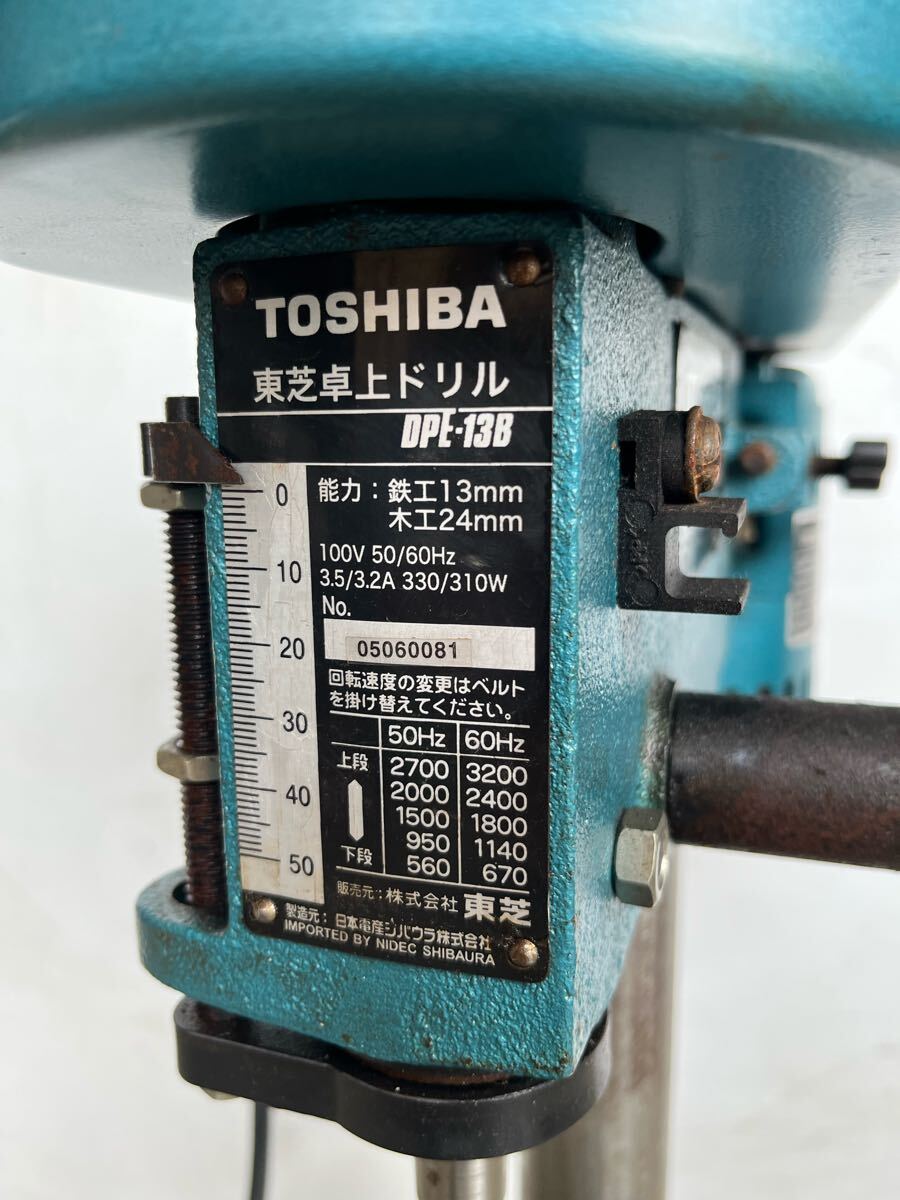 TOSHIBA
東芝卓上ドリル
DPE-13B
0
10
20
30
40
50
能力：鉄工13mm
木工24mm
100V 50/60Hz
3.5/3.2A 330/310W
No.
05060081
回転速度の変更はベルト
を掛け替えてください。
50Hz 60Hz
上段 2700 3200
2000 2400
1500 1800
950 1140
下段 560 670
販売元：株式会社 東芝
製造元：日本電産シバウラ株式会社
IMPORTED BY NIDEC SHIBAURA